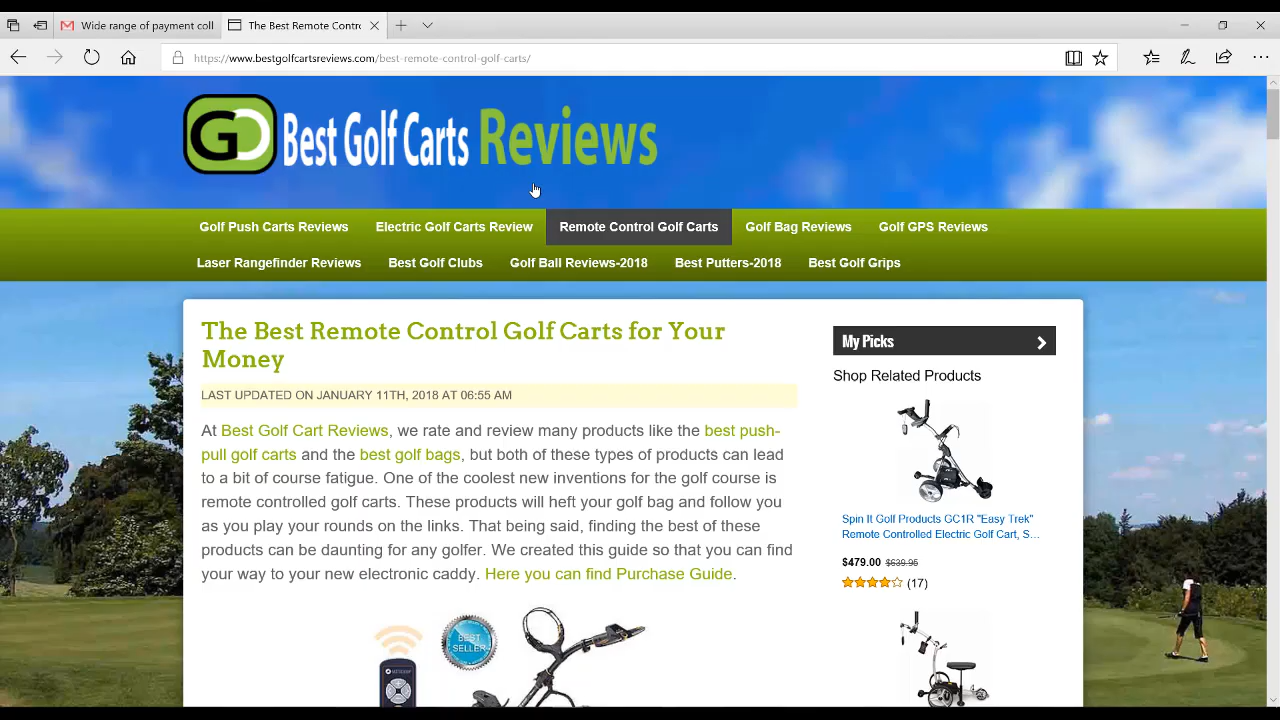 Wide range of payment coll
The Best Remote Contro
https://www.bestgolfcartsreviews.com/best-remote-control-golf-carts/
GC Best Golf Carts Reviews
Golf Push Carts Reviews Electric Golf Carts Review Remote Control Golf Carts Golf Bag Reviews Golf GPS Reviews
Laser Rangefinder Reviews Best Golf Clubs Golf Ball Reviews-2018 Best Putters-2018 Best Golf Grips
The Best Remote Control Golf Carts for Your
Money
LAST UPDATED ON JANUARY 11TH, 2018 AT 06:55 AM
At Best Golf Cart Reviews, we rate and review many products like the best push-
pull golf carts and the best golf bags, but both of these types of products can lead
to a bit of course fatigue. One of the coolest new inventions for the golf course is
remote controlled golf carts. These products will heft your golf bag and follow you
as you play your rounds on the links. That being said, finding the best of these
products can be daunting for any golfer. We created this guide so that you can find
your way to your new electronic caddy. Here you can find Purchase Guide.
BEST
SELLER
My Picks
Shop Related Products
Spin It Golf Products GC1R "Easy Trek"
Remote Controlled Electric Golf Cart, S...
$479.00 $639.95
(17)